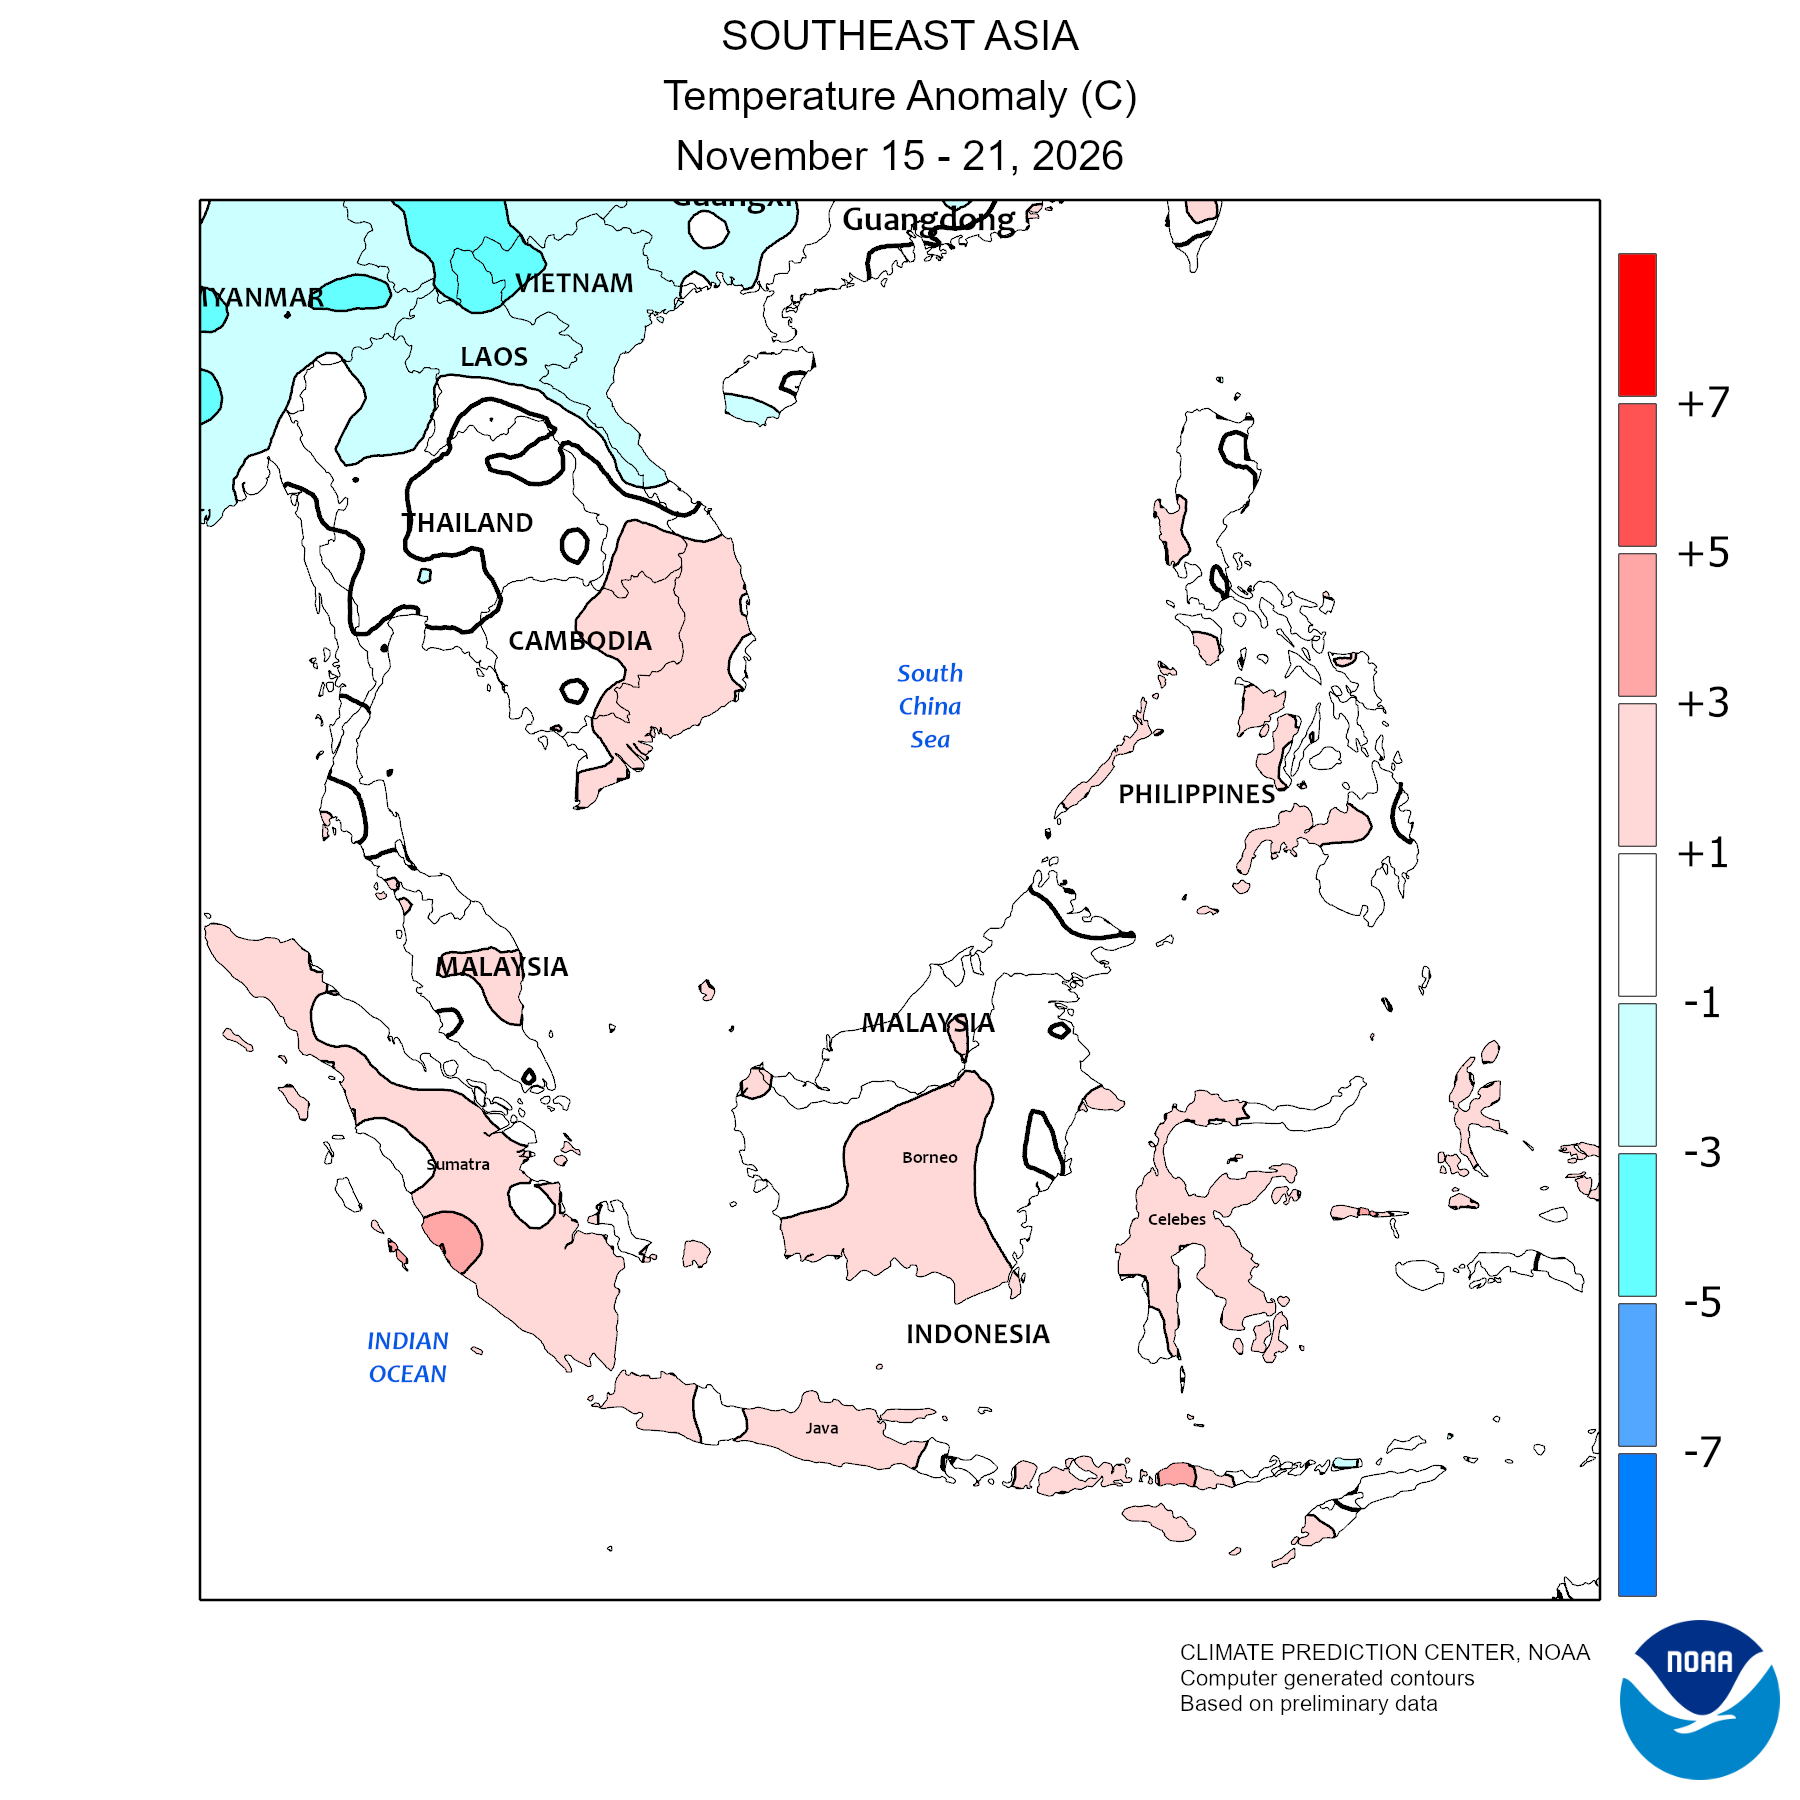 SOUTHEAST ASIA
Temperature Anomaly (C)
November 15 - 21, 2026
Guangxi
Guangdong
VIETNAM
YANMAR
LAOS
THAILAND
CAMBODIA
South
China
Sea
PHILIPPINES
MALAYSIA
MALAYSIA
Borneo
Sumatra
Celebes
INDONESIA
INDIAN
OCEAN
Java
+7
+5
+3
+1
-1
-3
-5
-7
CLIMATE PREDICTION CENTER, NOAA
Computer generated contours
Based on preliminary data
NOAA